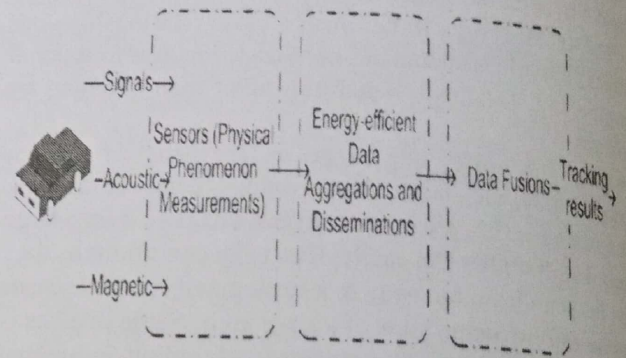 Signals
Acoustic
Magnetic
Sensors (Physical
Phenomenon
Measurements)
Energy-efficient
Data
Aggregations and
Disseminations
Data Fusions
Tracking
results